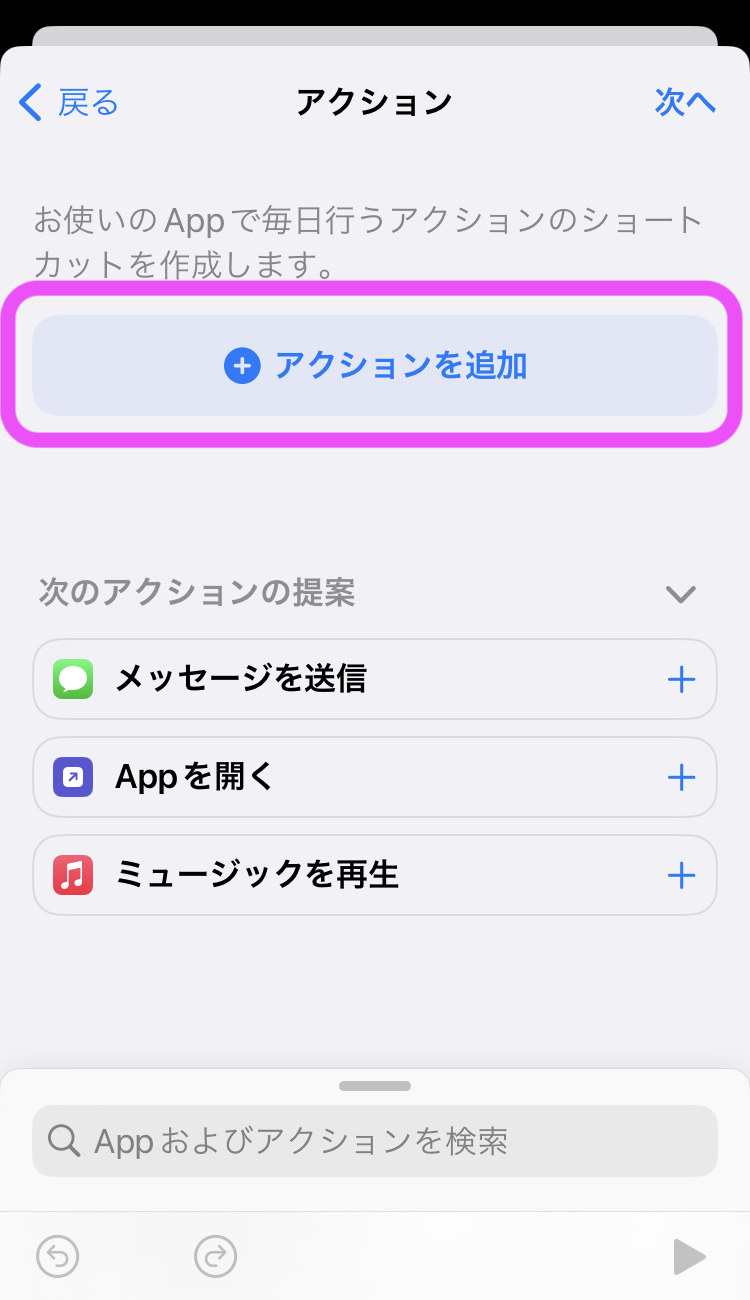 戻る
アクション
次へ
お使いのAppで毎日行うアクションのショート
カットを作成します。
アクションを追加
次のアクションの提案
メッセージを送信
Appを開く
ミュージックを再生
Appおよびアクションを検索